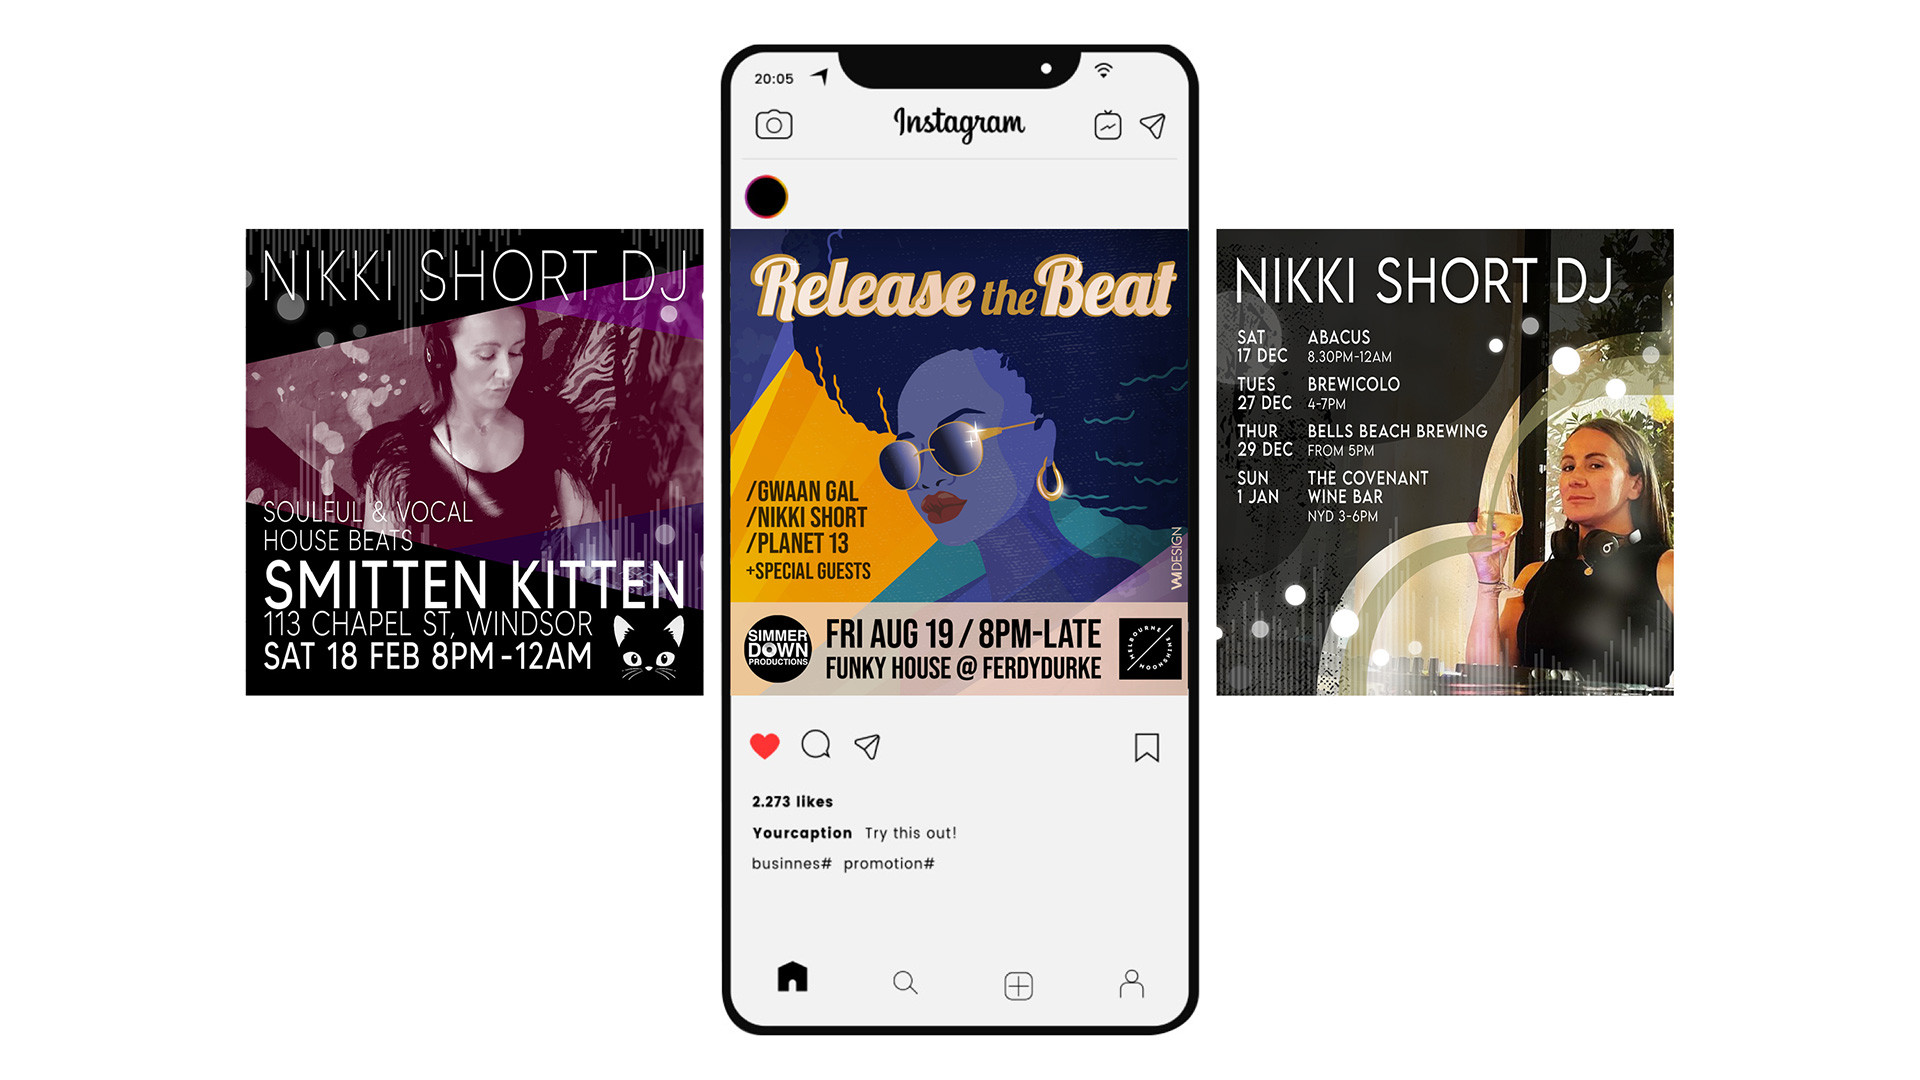 NIKKI SHORT DJ
SOULFUL & VOCAL
HOUSE BEATS
SMITTEN KITTEN
113 CHAPEL ST, WINDSOR
SAT 18 FEB 8PM-12AM
20:05
Instagram
Release the Beat
/GWAAN GAL
/NIKKI SHORT
/PLANET 13
+SPECIAL GUESTS
DESIGN
SIMMER
DOWN
PRODUCTIONS
FRI AUG 19 / 8PM-LATE
FUNKY HOUSE @ FERDYDURKE
MELBOURNE
MOONSHINE
2.273 likes
Yourcaption Try this out!
businnes# promotion#
NIKKI SHORT DJ
SAT ABACUS
17 DEC 8.30PM-12AM
TUES BREWICOLO
27 DEC 4-7PM
THUR BELLS BEACH BREWING
29 DEC FROM 5PM
SUN THE COVENANT
1 JAN WINE BAR
NYD 3-6PM